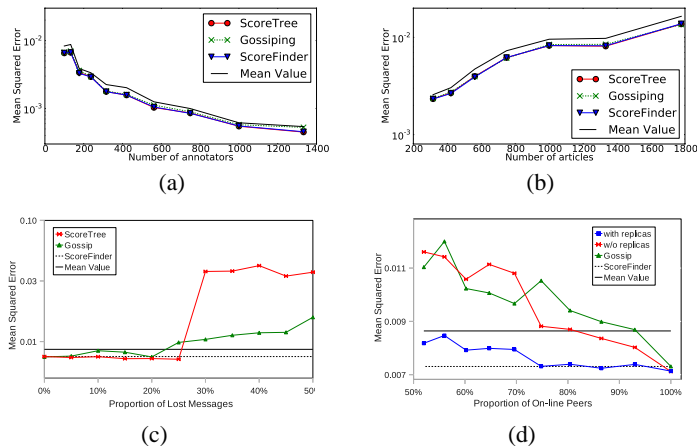 ScoreTree
Gossiping
ScoreFinder
Mean Value
Mean Squared Error
10^-2
10^-3
0 200 400 600 800 1000 1200 1400
Number of annotators
(a)
ScoreTree
Gossiping
ScoreFinder
Mean Value
Mean Squared Error
10^-2
10^-3
200 400 600 800 1000 1200 1400 1600 1800
Number of articles
(b)
ScoreTree
Gossip
ScoreFinder
Mean Value
Mean Squared Error
0.10
0.03
0.01
0% 10% 20% 30% 40% 50%
Proportion of Lost Messages
(c)
with replicas
w/o replicas
Gossip
ScoreFinder
Mean Value
Mean Squared Error
0.011
0.009
0.007
50% 60% 70% 80% 90% 100%
Proportion of On-line Peers
(d)